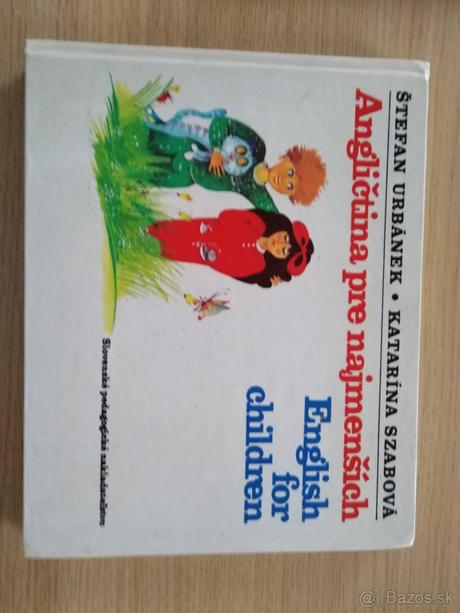 ŠTEFAN URBÁNEK • KATARÍNA SZABOVÁ
Angličtina pre najmenších
English
for
children
Slovenské pedagogické nakladateľstvo
@( Bazos.sk